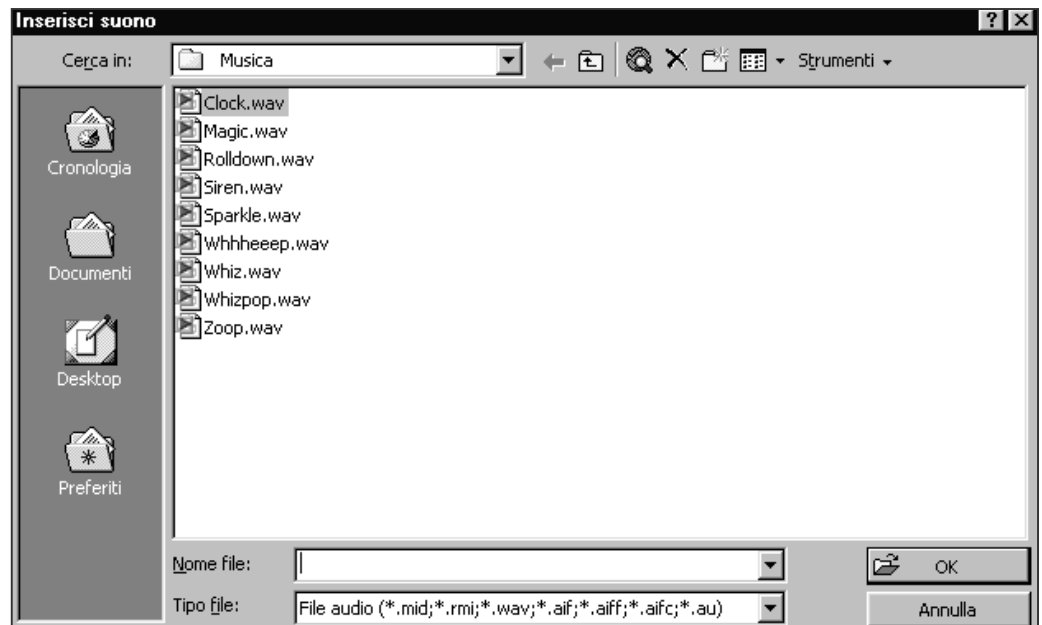 Inserisci suono
Cerca in: Musica Strumenti
Clock.wav
Magic.wav
Rolldown.wav
Siren.wav
Sparkle.wav
Whhheeep.wav
Whiz.wav
Whizpop.wav
Zoop.wav
Cronologia
Documenti
Desktop
Preferiti
Nome file: OK
Tipo file: File audio (*.mid;*.rmi;*.wav;*.aif;*.aiff;*.aifc;*.au) Annulla